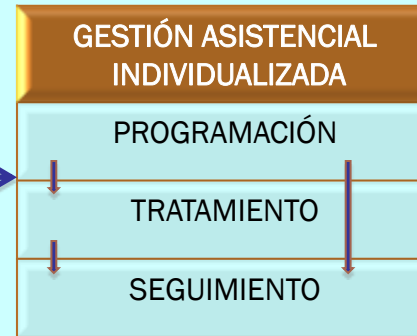 GESTIÓN ASISTENCIAL
INDIVIDUALIZADA
PROGRAMACIÓN
TRATAMIENTO
SEGUIMIENTO